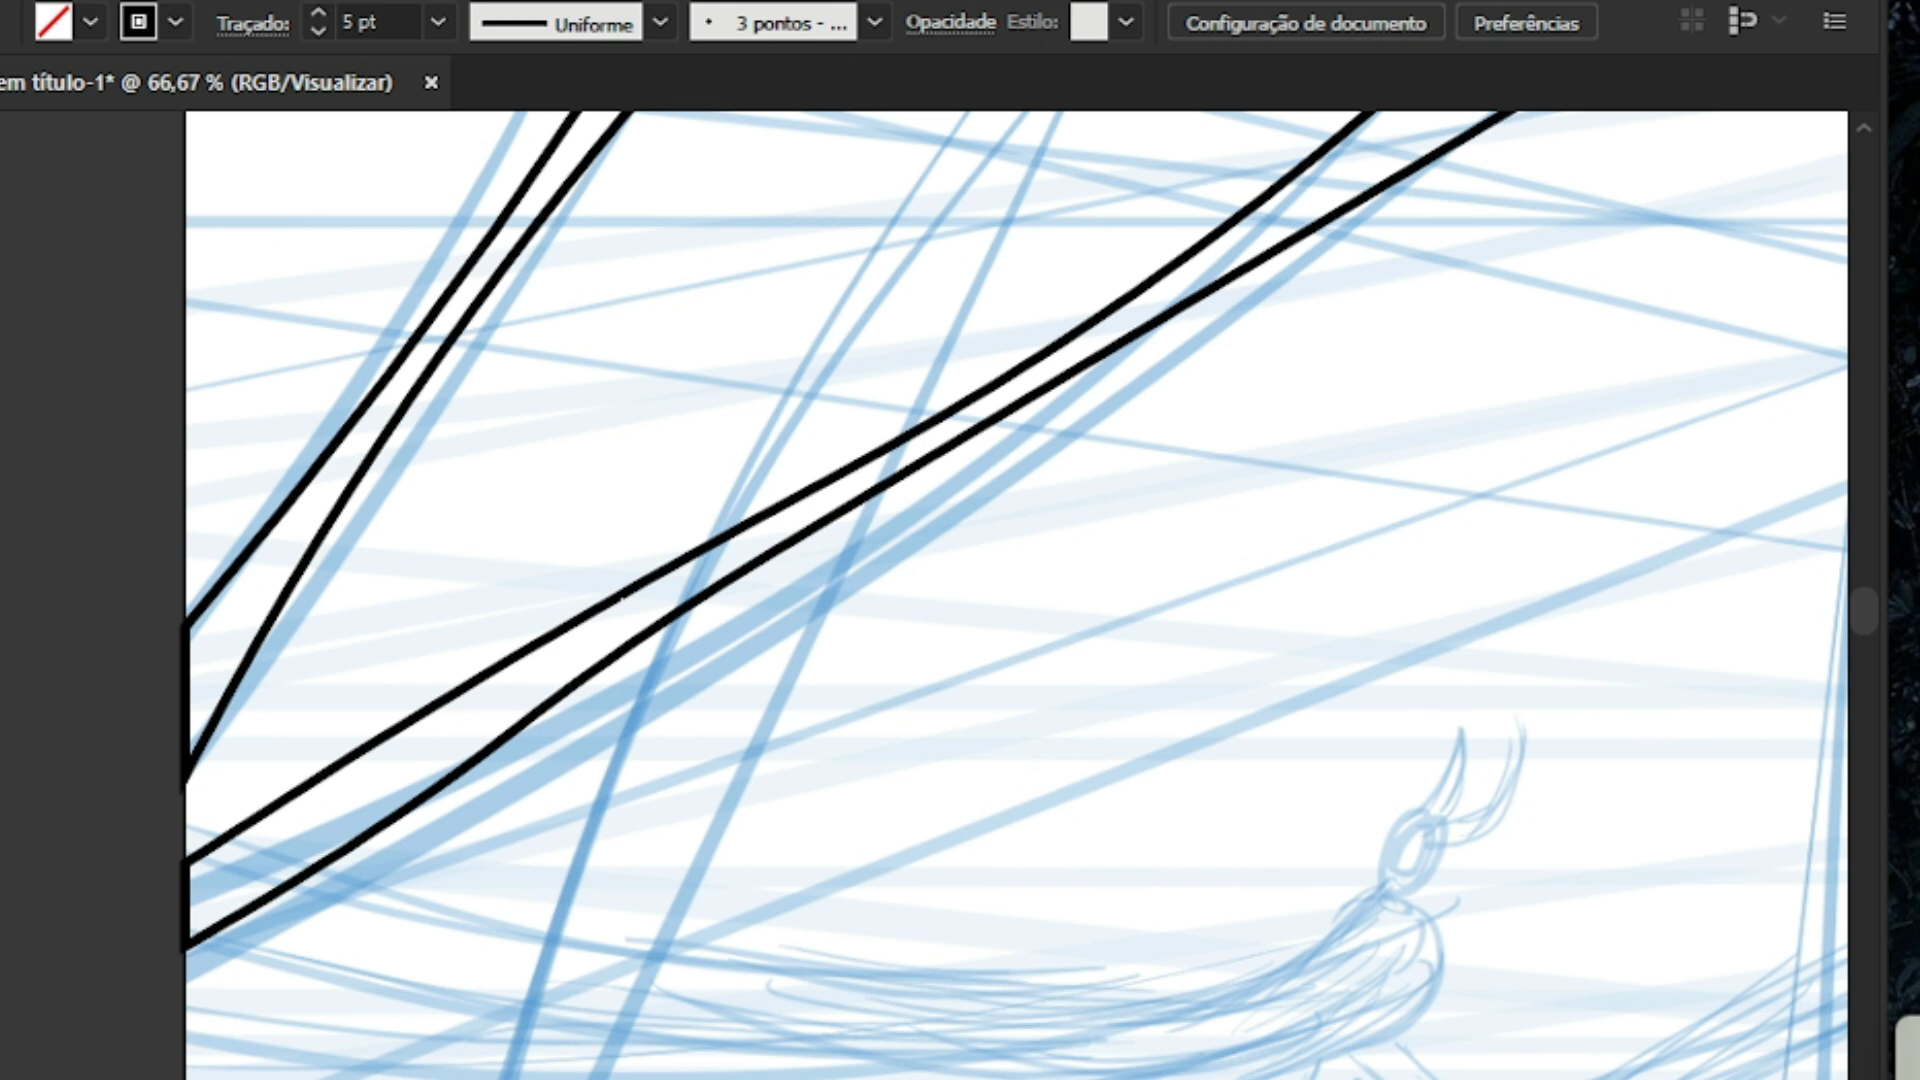 Traçado: 5 pt Uniforme 3 pontos - ... Opacidade Estilo: Configuração de documento Preferências
em título-1* @ 66,67 % (RGB/Visualizar)